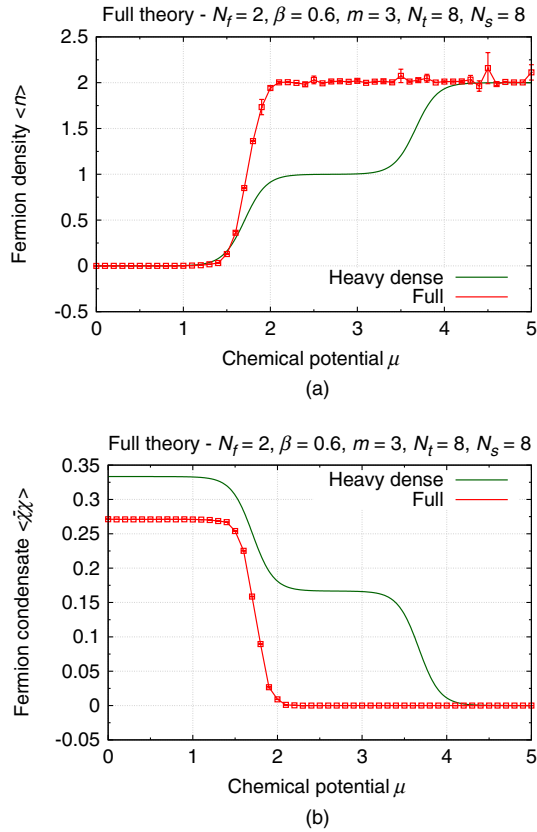 Full theory - N_f = 2, β = 0.6, m = 3, N_t = 8, N_s = 8
2.5
2
1.5
1
0.5
0
-0.5
Fermion density <n>
Heavy dense
Full
0 1 2 3 4 5
Chemical potential μ
(a)
Full theory - N_f = 2, β = 0.6, m = 3, N_t = 8, N_s = 8
0.35
0.3
0.25
0.2
0.15
0.1
0.05
0
-0.05
Fermion condensate <χ̄χ>
Heavy dense
Full
0 1 2 3 4 5
Chemical potential μ
(b)